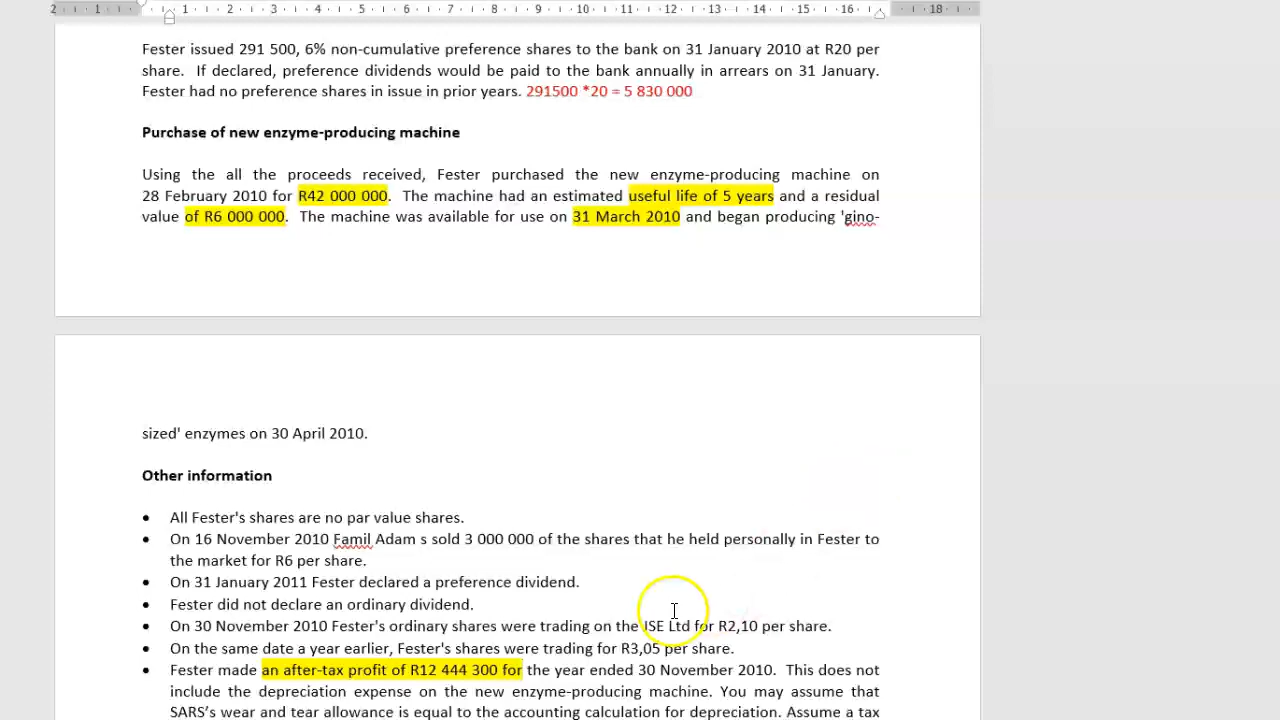 2 1 1 2 3 4 5 6 7 8 9 10 11 12 13 14 15 16 18
Fester issued 291 500, 6% non-cumulative preference shares to the bank on 31 January 2010 at R20 per
share. If declared, preference dividends would be paid to the bank annually in arrears on 31 January.
Fester had no preference shares in issue in prior years. 291500 *20 = 5 830 000
Purchase of new enzyme-producing machine
Using the all the proceeds received, Fester purchased the new enzyme-producing machine on
28 February 2010 for R42 000 000. The machine had an estimated useful life of 5 years and a residual
value of R6 000 000. The machine was available for use on 31 March 2010 and began producing 'gino-
sized' enzymes on 30 April 2010.
Other information
• All Fester's shares are no par value shares.
• On 16 November 2010 Famil Adam s sold 3 000 000 of the shares that he held personally in Fester to
the market for R6 per share.
• On 31 January 2011 Fester declared a preference dividend.
• Fester did not declare an ordinary dividend.
• On 30 November 2010 Fester's ordinary shares were trading on the JSE Ltd for R2,10 per share.
• On the same date a year earlier, Fester's shares were trading for R3,05 per share.
• Fester made an after-tax profit of R12 444 300 for the year ended 30 November 2010. This does not
include the depreciation expense on the new enzyme-producing machine. You may assume that
SARS's wear and tear allowance is equal to the accounting calculation for depreciation. Assume a tax